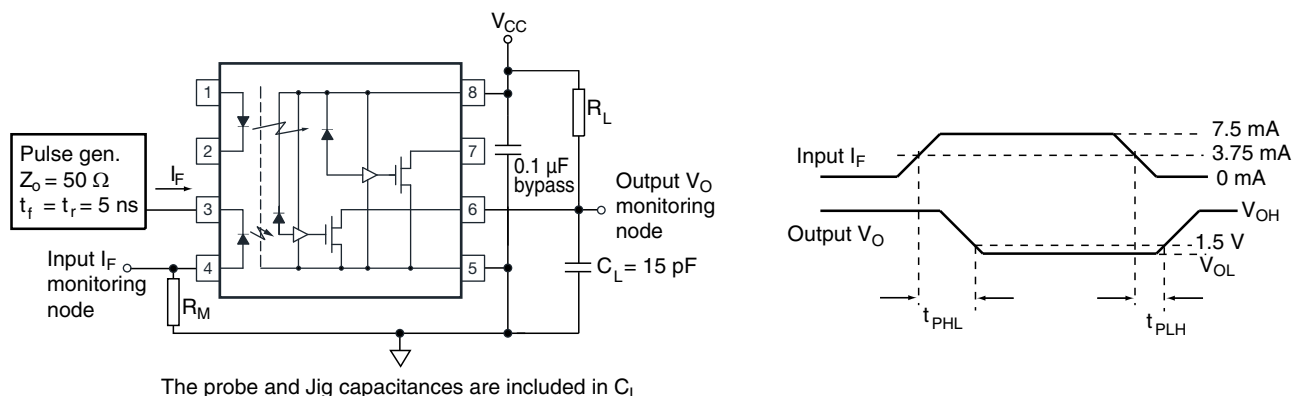 V_CC
1
2
3
4
8
7
6
5
R_L
0.1 µF
bypass
Pulse gen.
Z_O = 50 Ω
t_f = t_r = 5 ns
I_F
Output V_O
monitoring
node
Input I_F
monitoring
node
R_M
C_L = 15 pF
The probe and Jig capacitances are included in C_L
Input I_F
7.5 mA
3.75 mA
0 mA
Output V_O
V_OH
1.5 V
V_OL
t_PHL
t_PLH